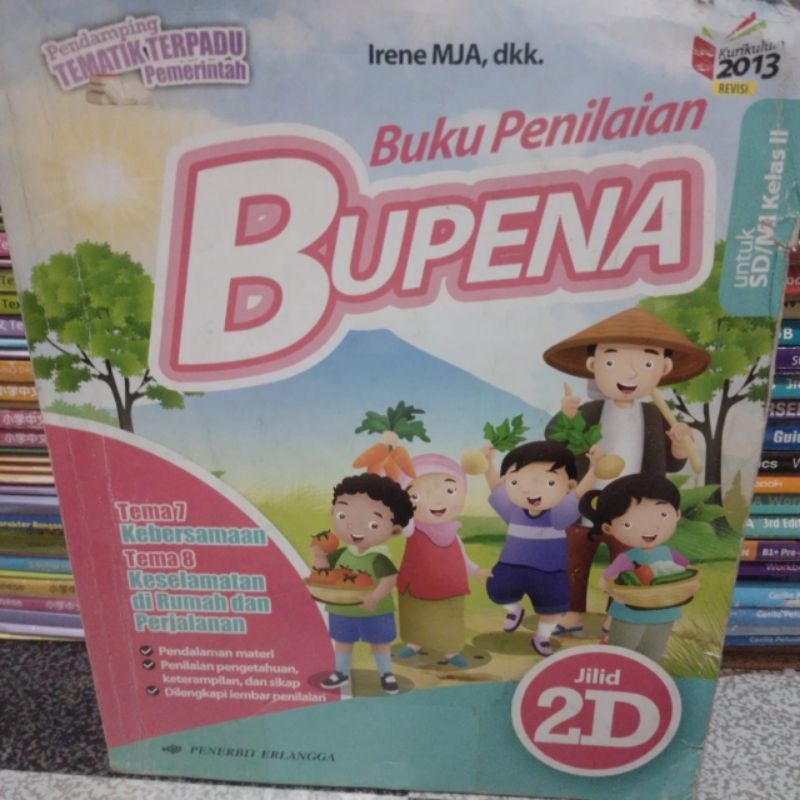 Pendamping
TEMATIK TERPADU
Pemerintah
Irene MJA, dkk.
Kurikulum
2013
REVISI
Buku Penilaian
BUPENA
untuk
SD/MI Kelas II
Tema 7
Kebersamaan
Tema 8
Keselamatan
di Rumah dan
Perjalanan
Pendalaman materi
Penilaian pengetahuan,
keterampilan, dan sikap
Dilengkapi lembar penilaian
Jilid
2D
PENERBIT ERLANGGA
3rd Edi